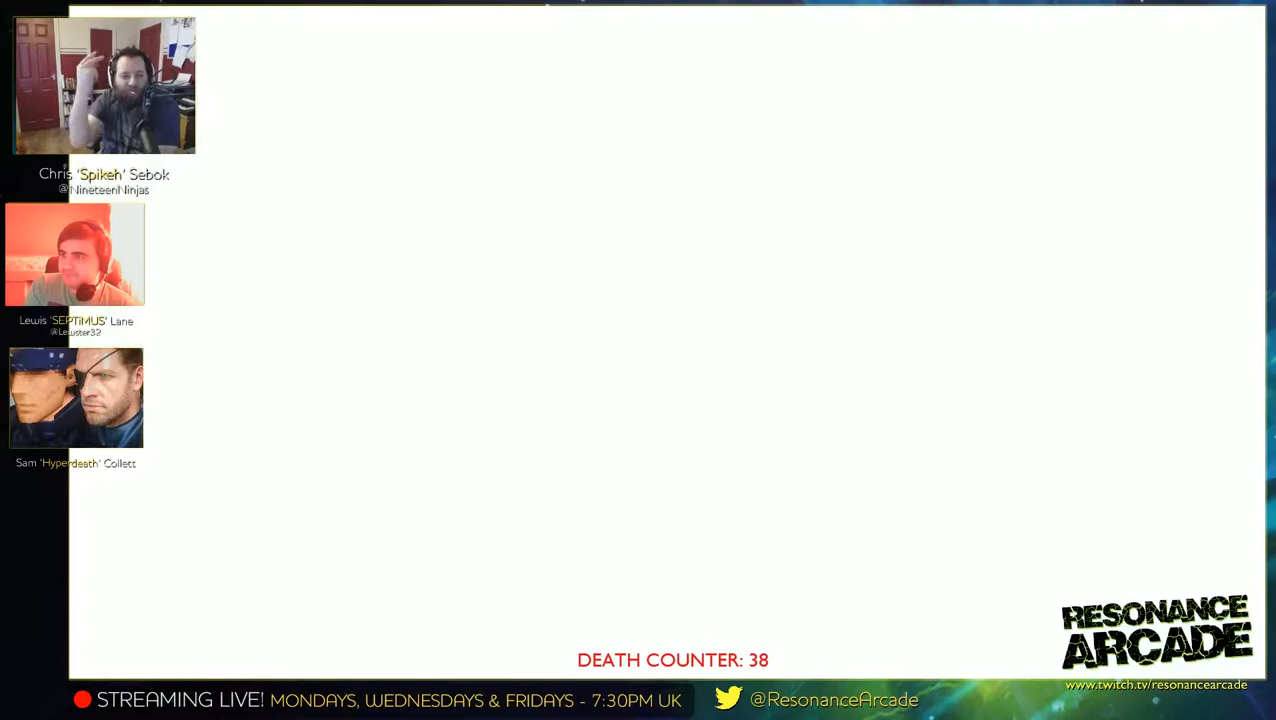 Chris 'Spikeh' Sebok
@NineteenNinjas
Lewis 'SEPTiMUS' Lane
@Lewster32
Sam 'Hyperdeath' Collett
DEATH COUNTER: 38
RESONANCE
ARCADE
www.twitch.tv/resonancearcade
STREAMING LIVE! MONDAYS, WEDNESDAYS & FRIDAYS - 7:30PM UK
@ResonanceArcade